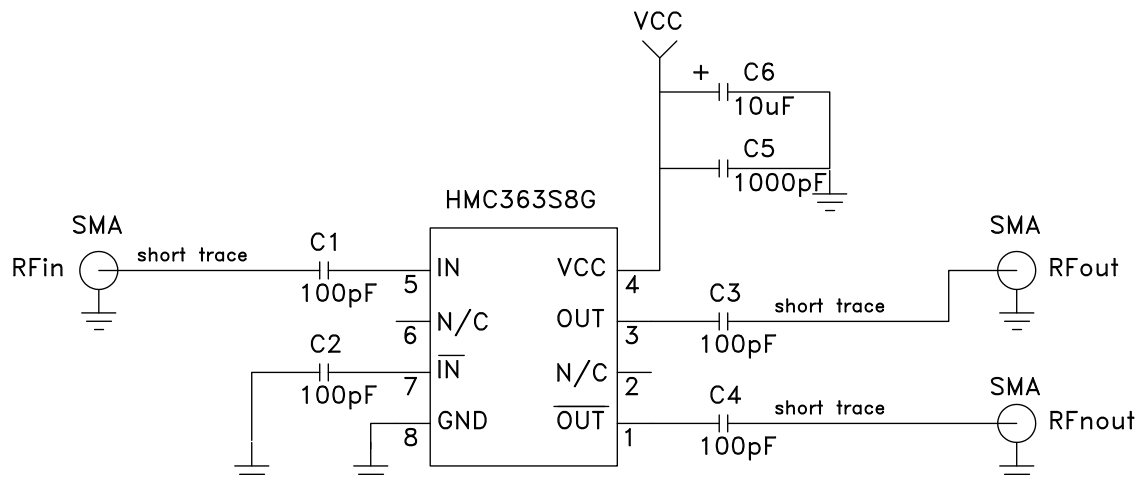 VCC
+ C6
10uF
C5
1000pF
HMC363S8G
SMA
RFin
short trace
C1
100pF
5
IN
VCC
4
SMA
RFout
6
N/C
OUT
3
C3
100pF
short trace
C2
100pF
7
IN
N/C
2
8
GND
OUT
1
C4
100pF
short trace
SMA
RFnout